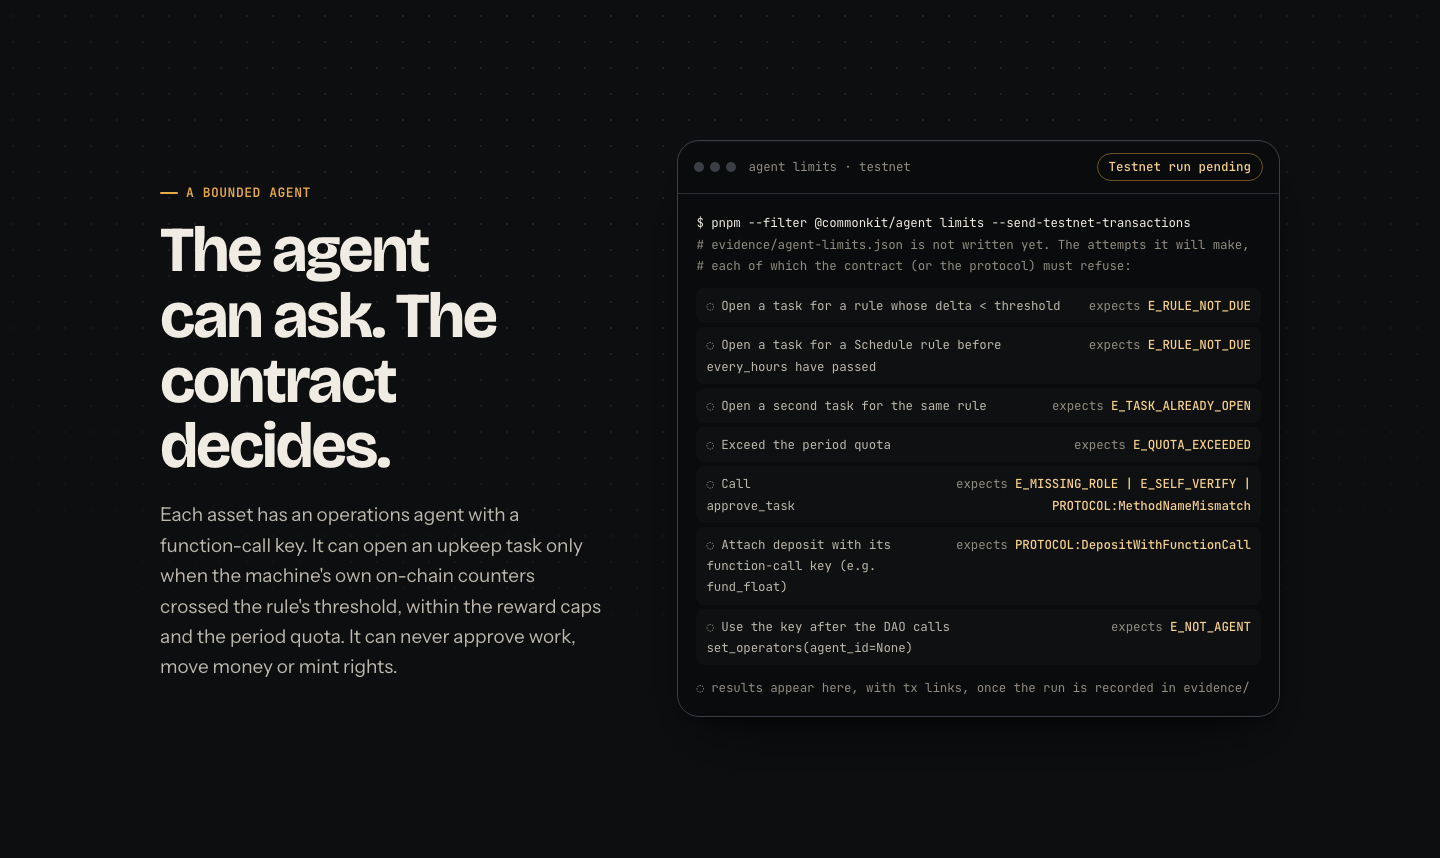 A BOUNDED AGENT
The agent
can ask. The
contract
decides.
Each asset has an operations agent with a
function-call key. It can open an upkeep task only
when the machine's own on-chain counters
crossed the rule's threshold, within the reward caps
and the period quota. It can never approve work,
move money or mint rights.
agent limits · testnet
Testnet run pending
$ pnpm --filter @commonkit/agent limits --send-testnet-transactions
# evidence/agent-limits.json is not written yet. The attempts it will make,
# each of which the contract (or the protocol) must refuse:
◌ Open a task for a rule whose delta < threshold expects E_RULE_NOT_DUE
◌ Open a task for a Schedule rule before expects E_RULE_NOT_DUE
every_hours have passed
◌ Open a second task for the same rule expects E_TASK_ALREADY_OPEN
◌ Exceed the period quota expects E_QUOTA_EXCEEDED
◌ Call expects E_MISSING_ROLE | E_SELF_VERIFY |
approve_task PROTOCOL:MethodNameMismatch
◌ Attach deposit with its expects PROTOCOL:DepositWithFunctionCall
function-call key (e.g.
fund_float)
◌ Use the key after the DAO calls expects E_NOT_AGENT
set_operators(agent_id=None)
◌ results appear here, with tx links, once the run is recorded in evidence/